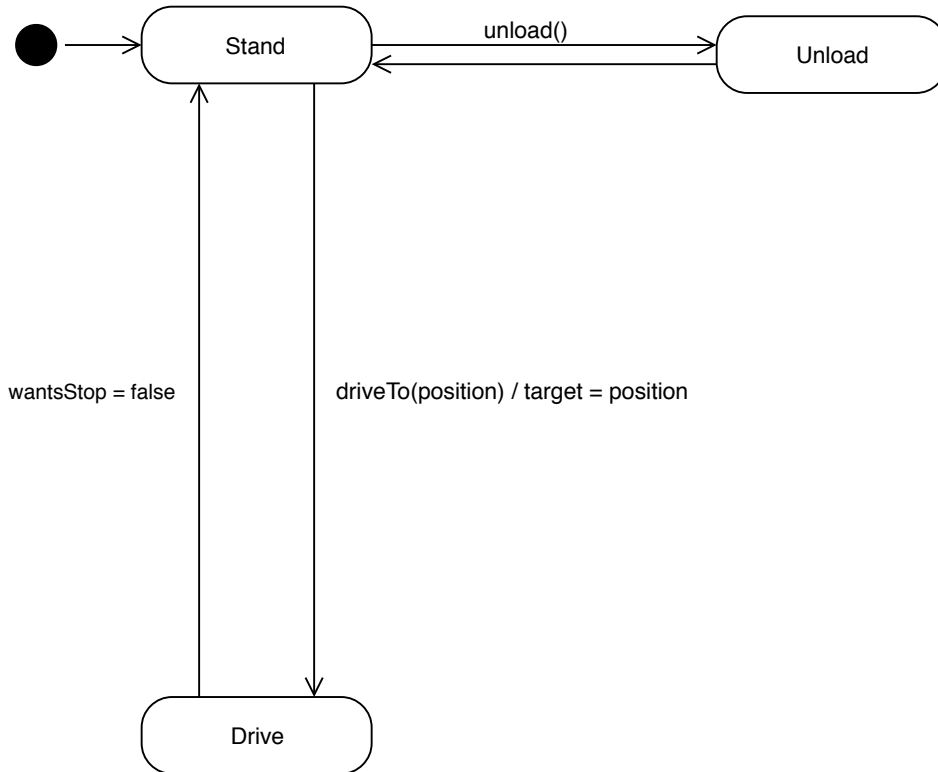 Stand
unload()
Unload
wantsStop = false
driveTo(position) / target = position
Drive